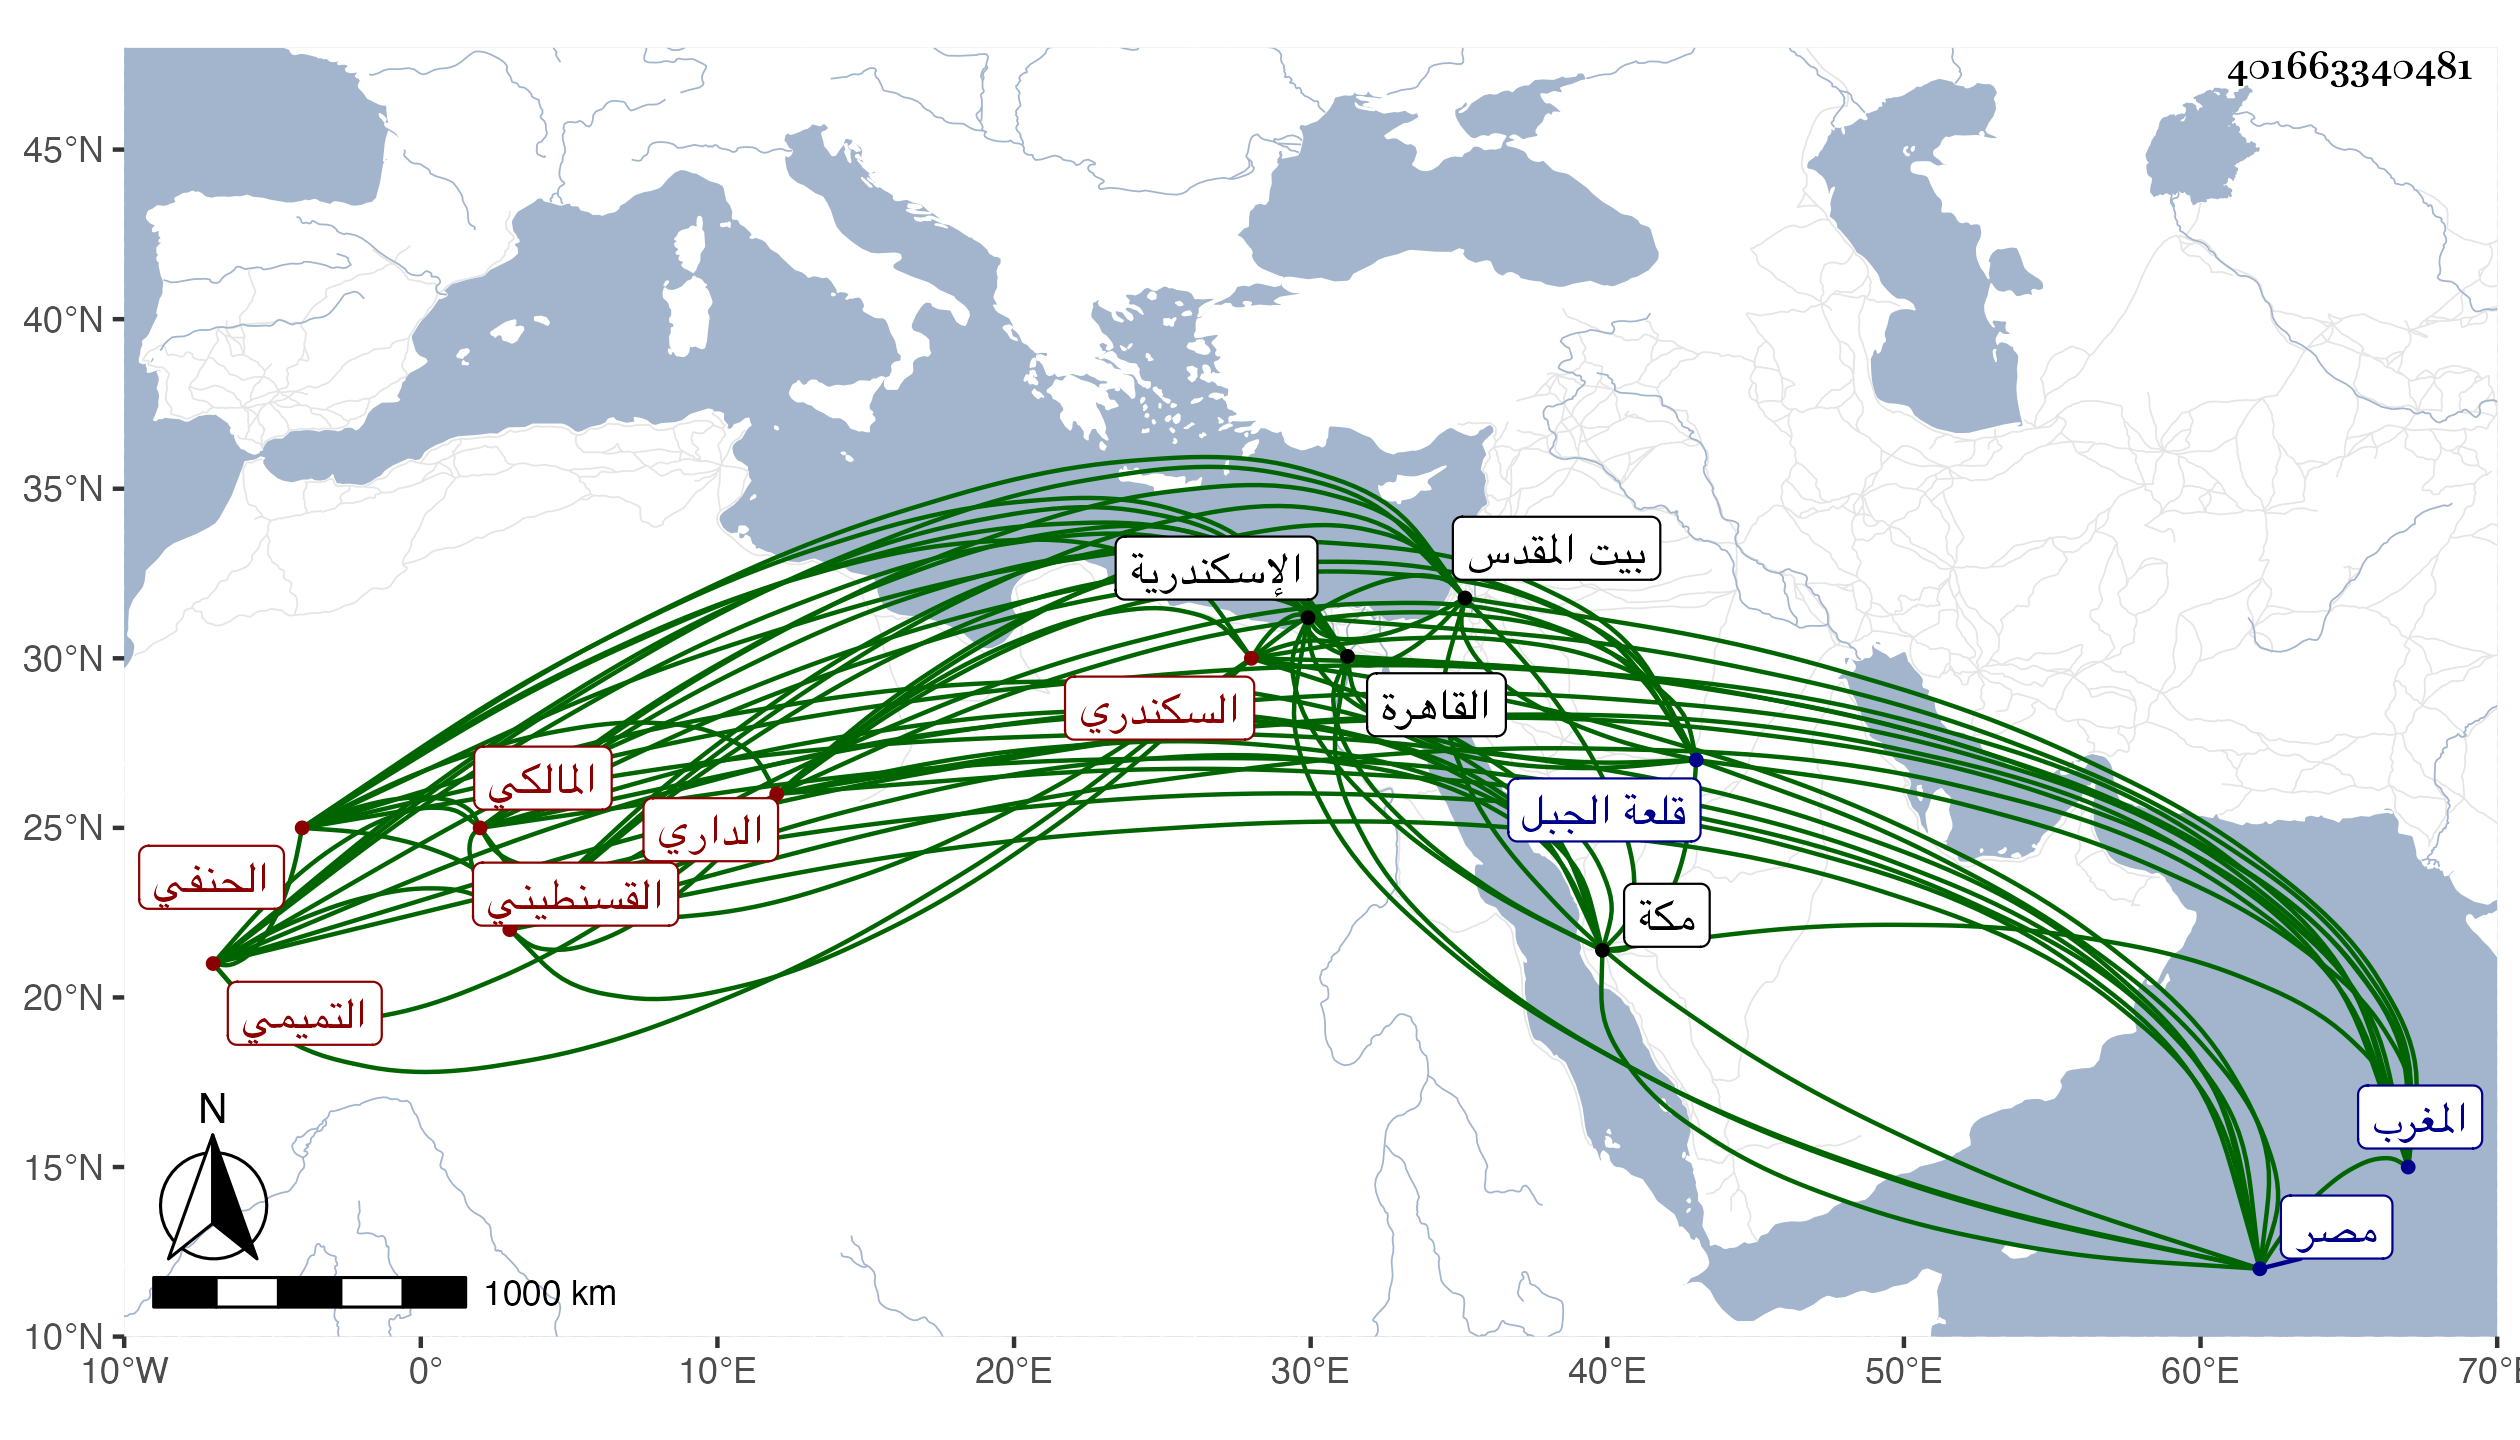 401663340481
45°N
40°N
35°N
30°N
25°N
20°N
15°N
10°N
بيت المقدس
الإسكندرية
القاهرة
السكندري
المالكي
قلعة الجبل
الداري
الحنفي
القسنطيني
مكة
التميمي
المغرب
مصر
N
1000 km
10°W
0°
10°E
20°E
30°E
40°E
50°E
60°E
70°E